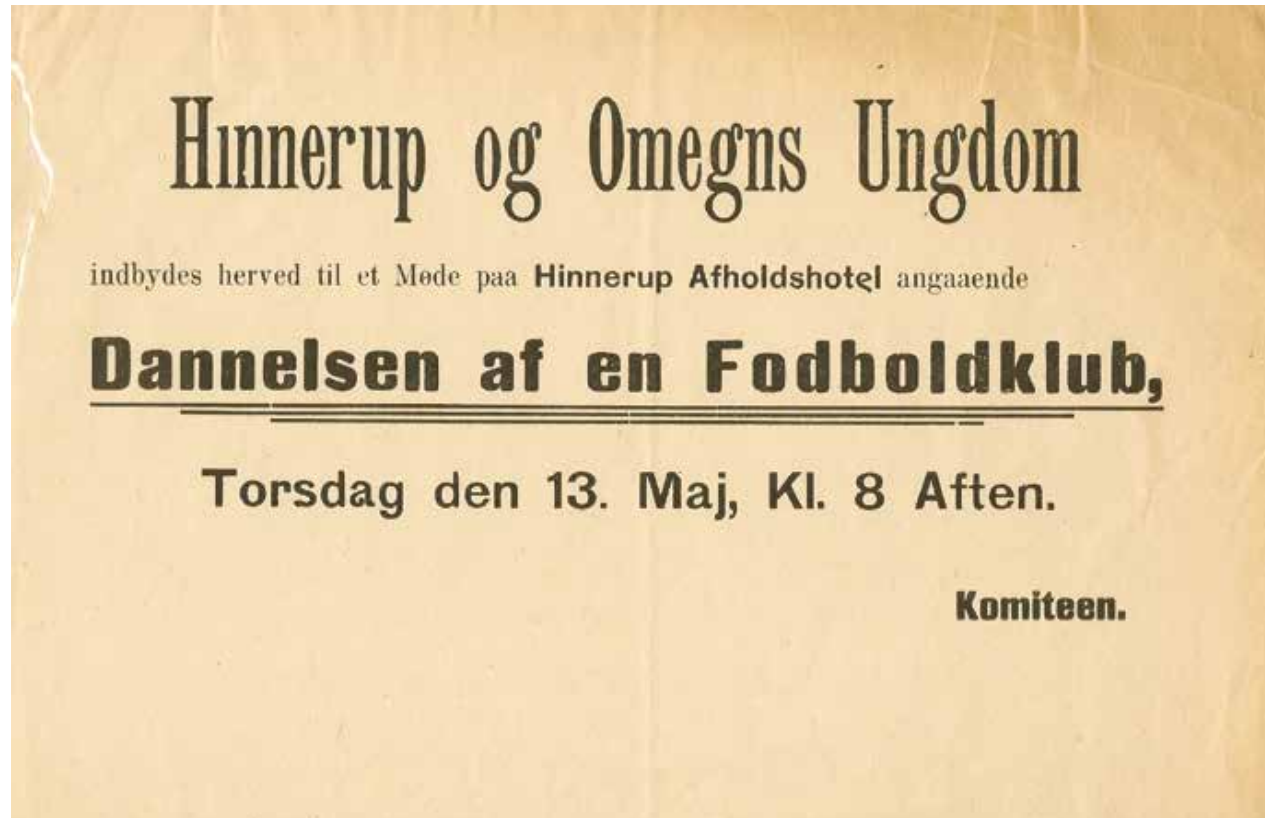 Hinnerup og Omegns Ungdom
indbydes herved til et Møde paa Hinnerup Afholdshotel angaaende
Dannelsen af en Fodboldklub,
Torsdag den 13. Maj, Kl. 8 Aften.
Komiteen.